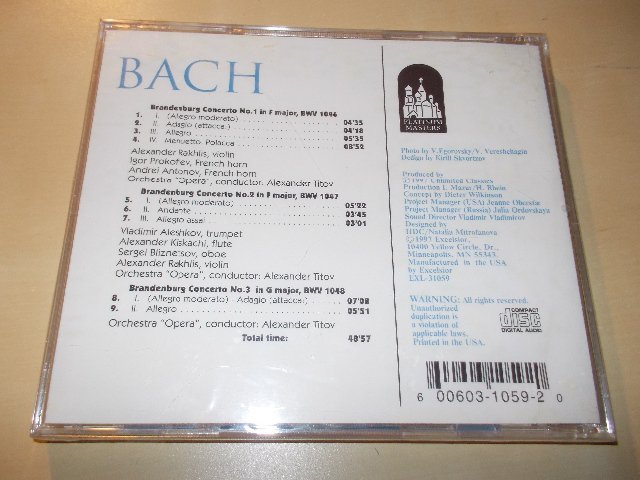 BACH
Brandenburg Concerto No.1 in F major, BWV 1046
1. I. (Allegro moderato) 04'35
2. II. Adagio (attacca:) 04'18
3. III. Allegro 05'35
4. IV. Menuetto Polacca 08'52
Alexander Rakhlis, violin
Igor Prokof'ev, French horn
Andrei Antonov, French horn
Orchestra "Opera", conductor: Alexander Titov
Brandenburg Concerto No.2 in F major, BWV 1047
5. I. (Allegro moderato) 05'22
6. II. Andante 03'45
7. III. Allegro assai 03'01
Vladimir Aleshkov, trumpet
Alexander Kiskachi, flute
Sergei Bliznetsov, oboe
Alexander Rakhlis, violin
Orchestra "Opera", conductor: Alexander Titov
Brandenburg Concerto No.3 in G major, BWV 1048
8. I. (Allegro moderato) - Adagio (attacca:) 07'08
9. II. Allegro 05'51
Orchestra "Opera", conductor: Alexander Titov
Total time: 48'57
PLATINUM
MASTERS
Photo by V.Egorovsky/V. Vereshchagin
Design by Kirill Skvortzov
Produced by
©1997 Unlimited Classics
Production I. Mazur/H. Rhein
Concept by Dieter Wilkinson
Project Manager (USA) Jeanne Oberstar
Project Manager (Russia) Julia Ordovskaya
Sound Director Vladimir Vladimirov
Designed by
HDC/Natalia Mitrofanova
©1997 Excelsior,
10400 Yellow Circle, Dr.,
Minneapolis, MN 55343.
Manufactured in the USA
by Excelsior
EXL-31059
WARNING: All rights reserved.
Unauthorized
duplication is
a violation of
applicable laws.
Printed in the USA.
COMPACT
disc
DIGITAL AUDIO
6 00603-1059-2 0